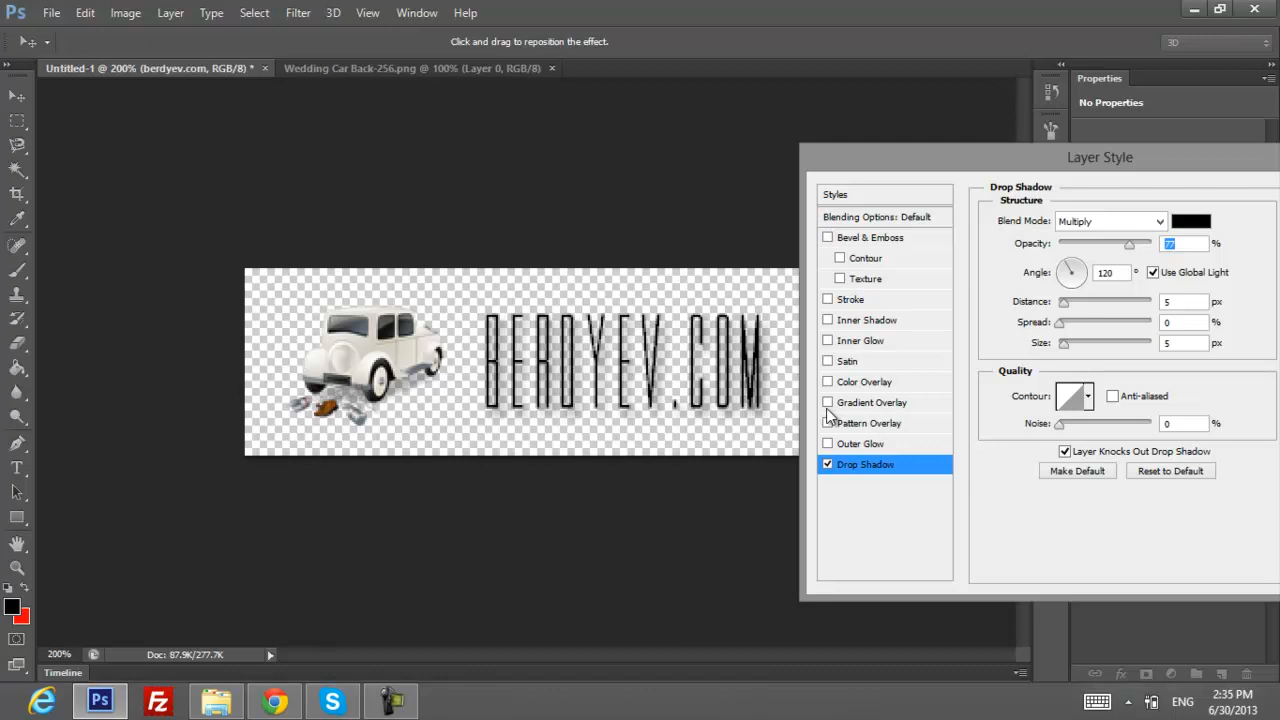 Ps File Edit Image Layer Type Select Filter 3D View Window Help
Click and drag to reposition the effect.
3D
Untitled-1 @ 200% (berdyev.com, RGB/8) * × Wedding Car Back-256.png @ 100% (Layer 0, RGB/8) ×
Properties
No Properties
Layer Style
Styles
Blending Options: Default
Bevel & Emboss
Contour
Texture
Stroke
Inner Shadow
Inner Glow
Satin
Color Overlay
Gradient Overlay
Pattern Overlay
Outer Glow
Drop Shadow
Drop Shadow
Structure
Blend Mode: Multiply
Opacity: 77 %
Angle: 120 ° Use Global Light
Distance: 5 px
Spread: 0 %
Size: 5 px
Quality
Contour: Anti-aliased
Noise: 0 %
Layer Knocks Out Drop Shadow
Make Default Reset to Default
BERDYEV.COM
T
200% Doc: 87.9K/277.7K
Timeline
fx
Ps Fz S
ENG
2:35 PM
6/30/2013